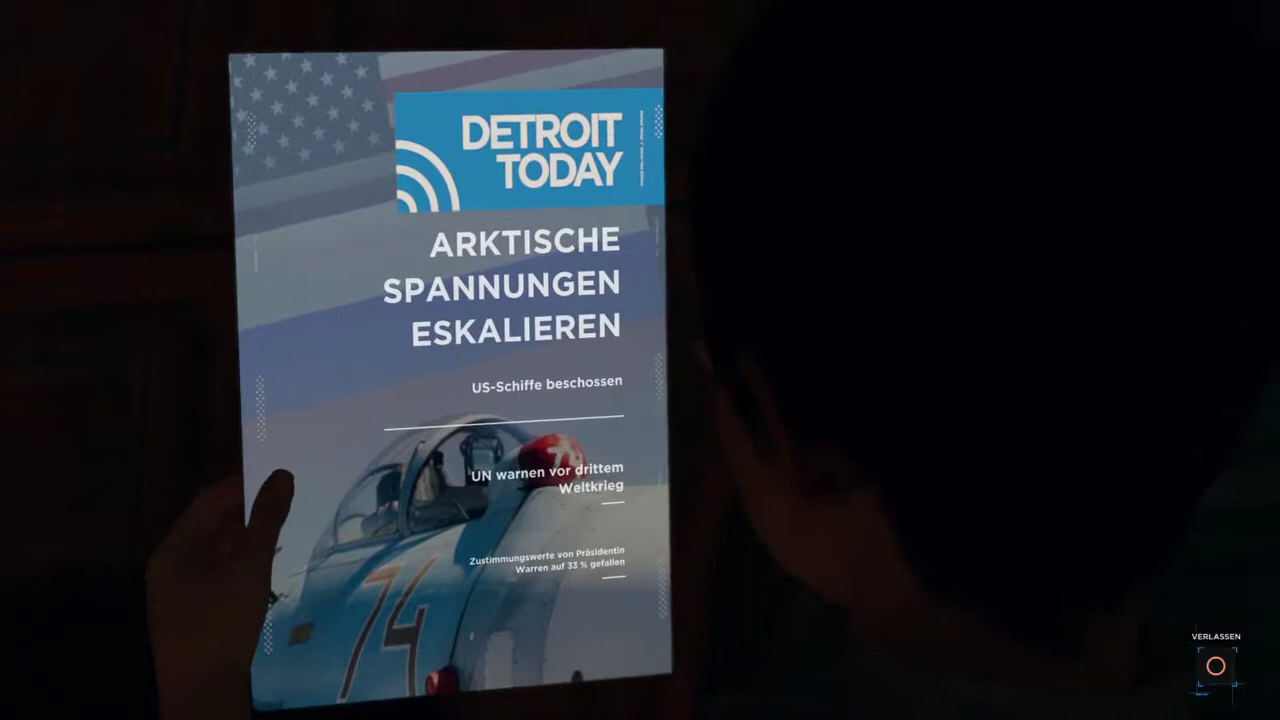 DETROIT
TODAY
ARKTISCHE
SPANNUNGEN
ESKALIEREN
US-Schiffe beschossen
UN warnen vor drittem
Weltkrieg
Zustimmungswerte von Präsidentin
Warren auf 33 % gefallen
74
74
VERLASSEN